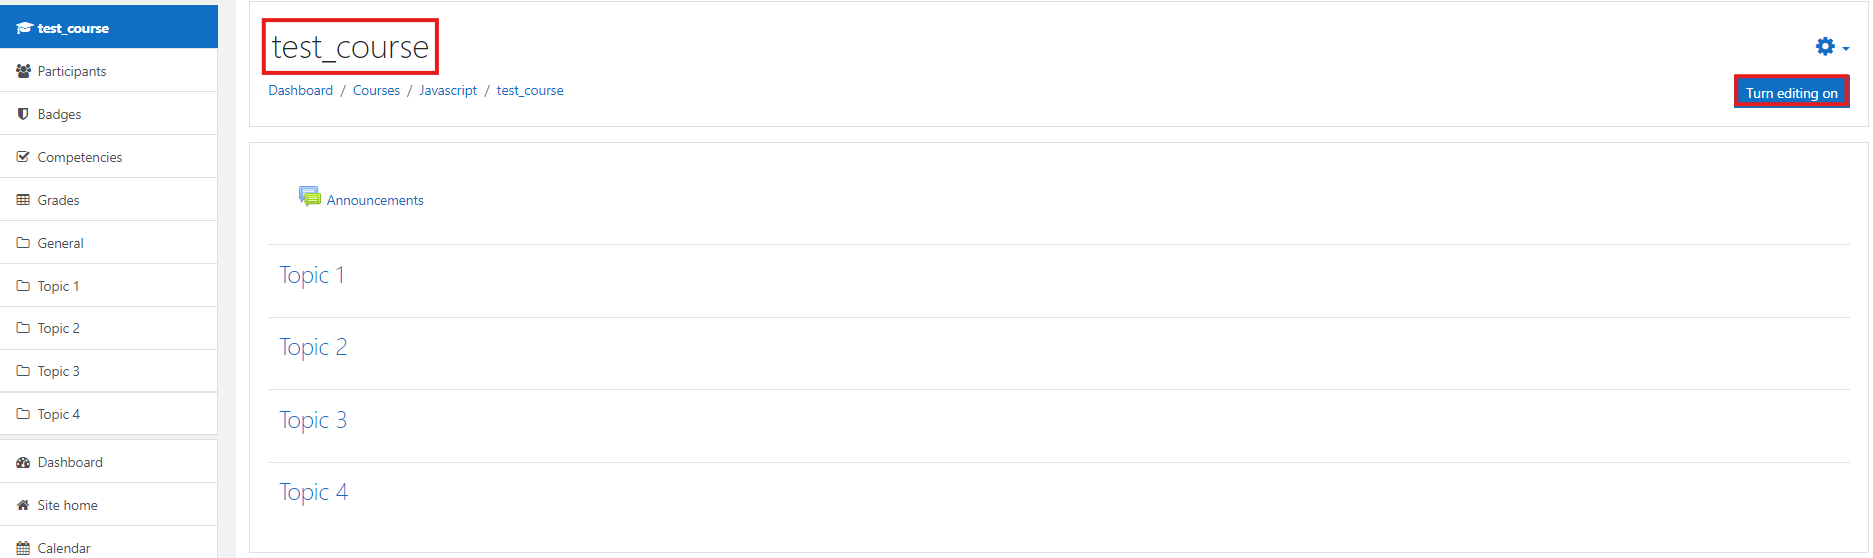 test_course
Participants
Badges
Competencies
Grades
General
Topic 1
Topic 2
Topic 3
Topic 4
Dashboard
Site home
Calendar
test_course
Dashboard / Courses / Javascript / test_course
Turn editing on
Announcements
Topic 1
Topic 2
Topic 3
Topic 4